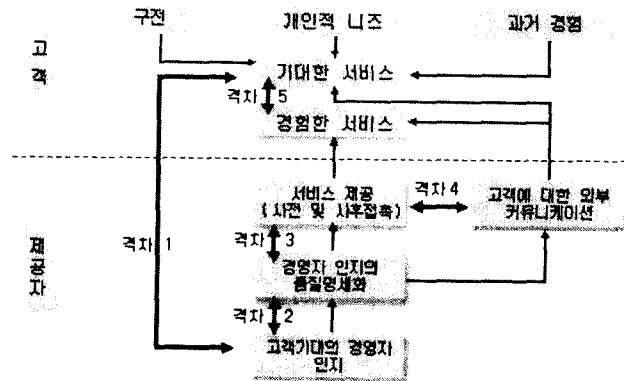 구전
개인적 니즈
과거 경험
고객
기대한 서비스
격차 5
경험한 서비스
서비스 제공
(사전 및 사후접촉)
격차 4
고객에 대한 외부
커뮤니케이션
제공자
격차 1
격차 3
경영자 인지의
품질명세화
격차 2
고객기대의 경영자
인지